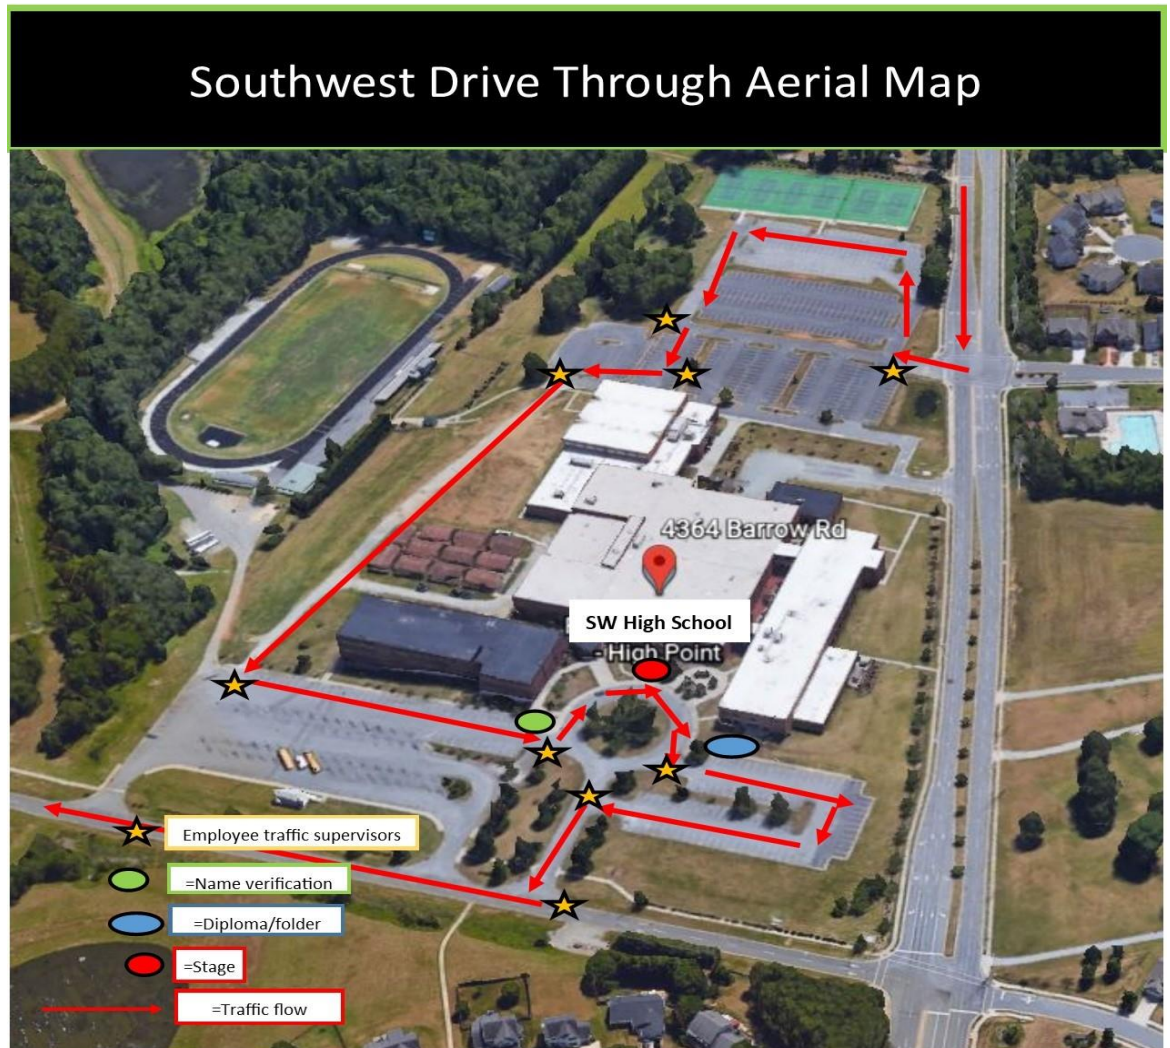 Southwest Drive Through Aerial Map
4364 Barrow Rd
SW High School
- High Point
Employee traffic supervisors
=Name verification
=Diploma/folder
=Stage
=Traffic flow